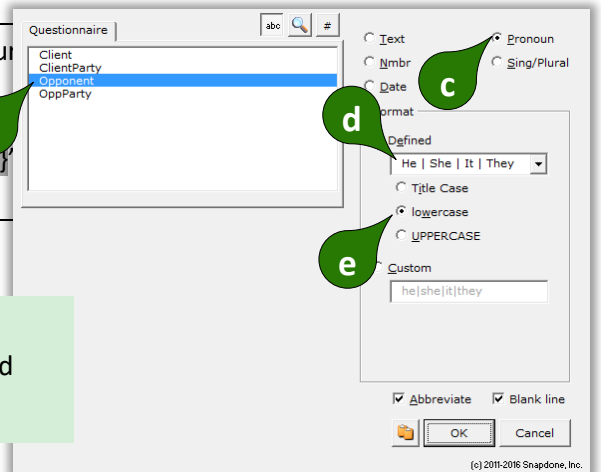 Questionnaire
abc
#
Client
ClientParty
Opponent
OppParty
Text
Pronoun
Nmbr
Sing/Plural
Date
c
d
ormat
Defined
He | She | It | They
Title Case
lowercase
UPPERCASE
e
Custom
he|she|it|they
Abbreviate
Blank line
OK
Cancel
(c) 2011-2016 Snapdone, Inc.
ur
}'
d